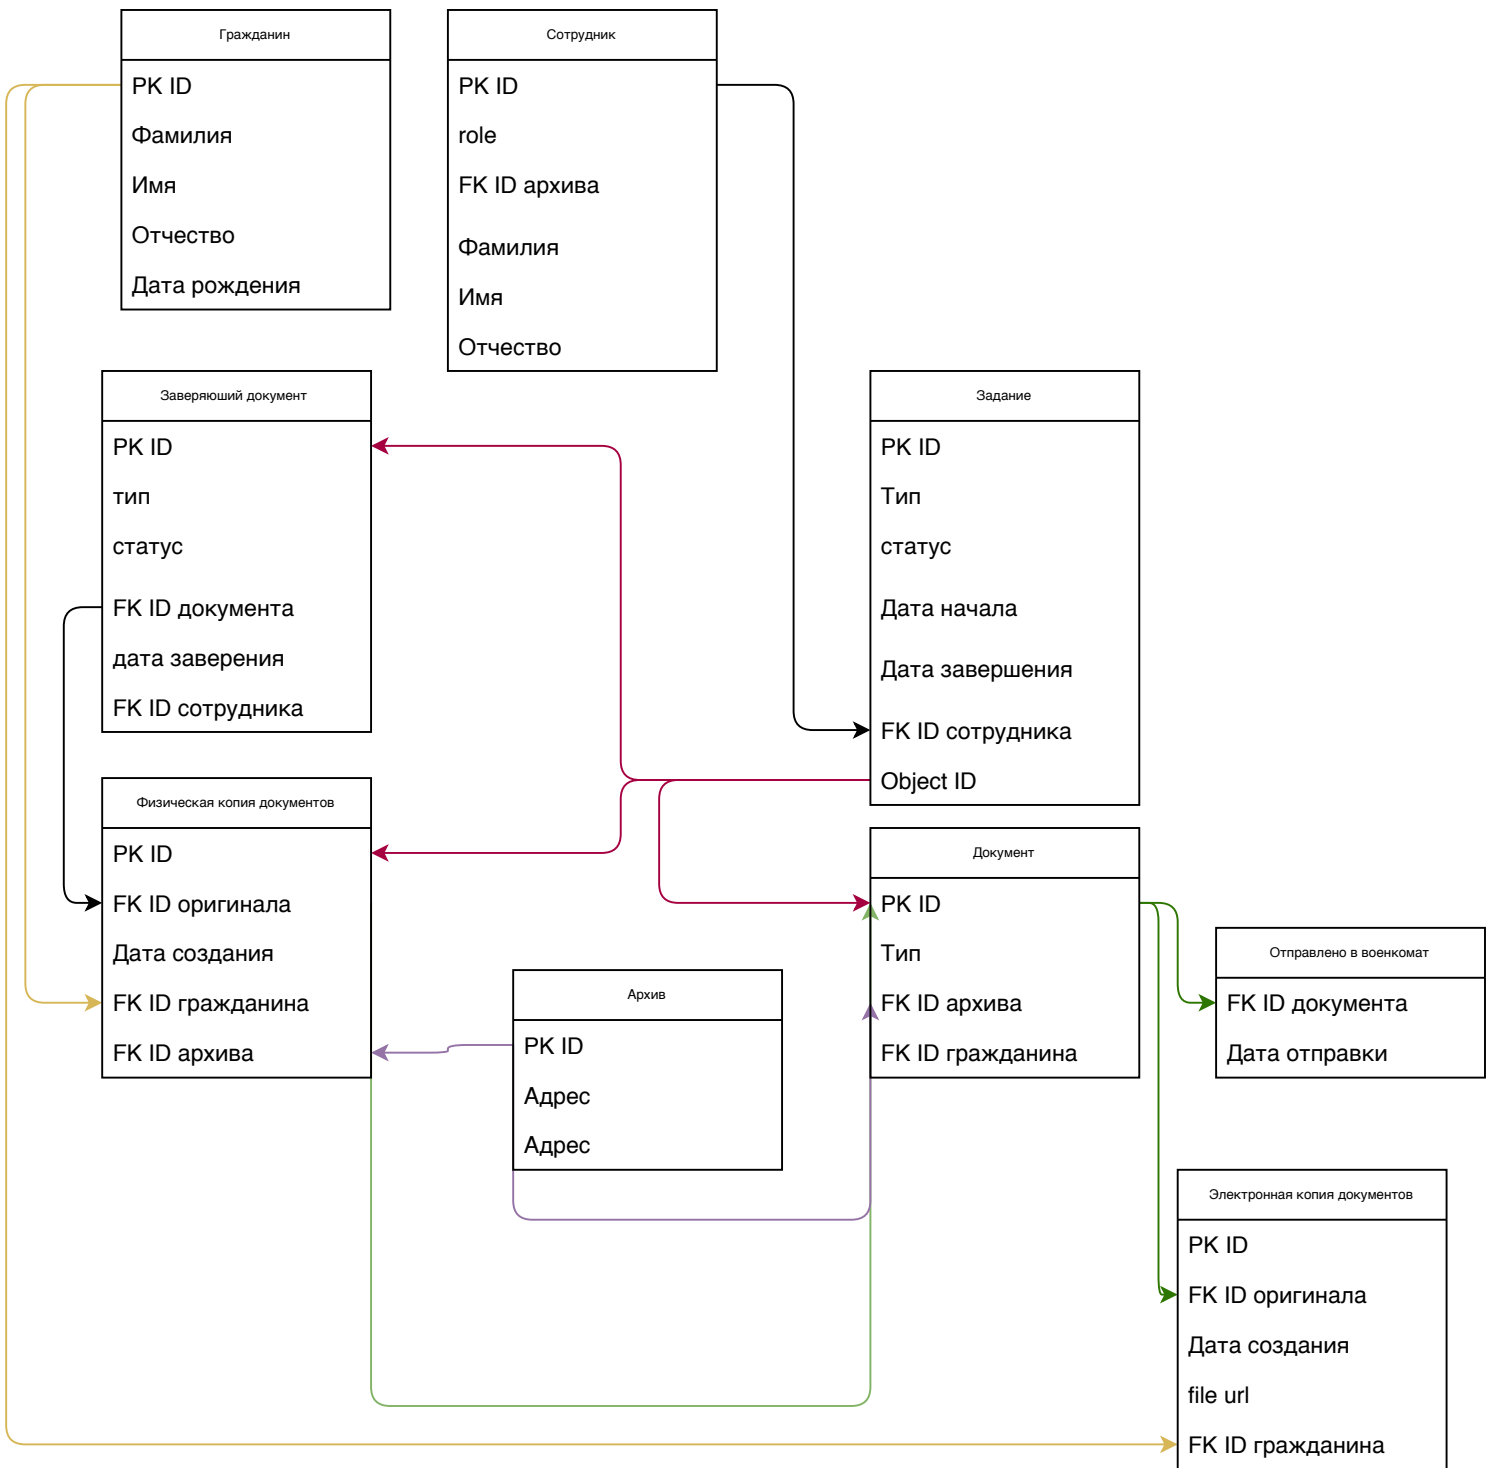 Гражданин
PK ID
Фамилия
Имя
Отчество
Дата рождения
Сотрудник
PK ID
role
FK ID архива
Фамилия
Имя
Отчество
Заверяюший документ
PK ID
тип
статус
FK ID документа
дата заверения
FK ID сотрудника
Задание
PK ID
Тип
статус
Дата начала
Дата завершения
FK ID сотрудника
Object ID
Физическая копия документов
PK ID
FK ID оригинала
Дата создания
FK ID гражданина
FK ID архива
Архив
PK ID
Адрес
Адрес
Документ
PK ID
Тип
FK ID архива
FK ID гражданина
Отправлено в военкомат
FK ID документа
Дата отправки
Электронная копия документов
PK ID
FK ID оригинала
Дата создания
file url
FK ID гражданина